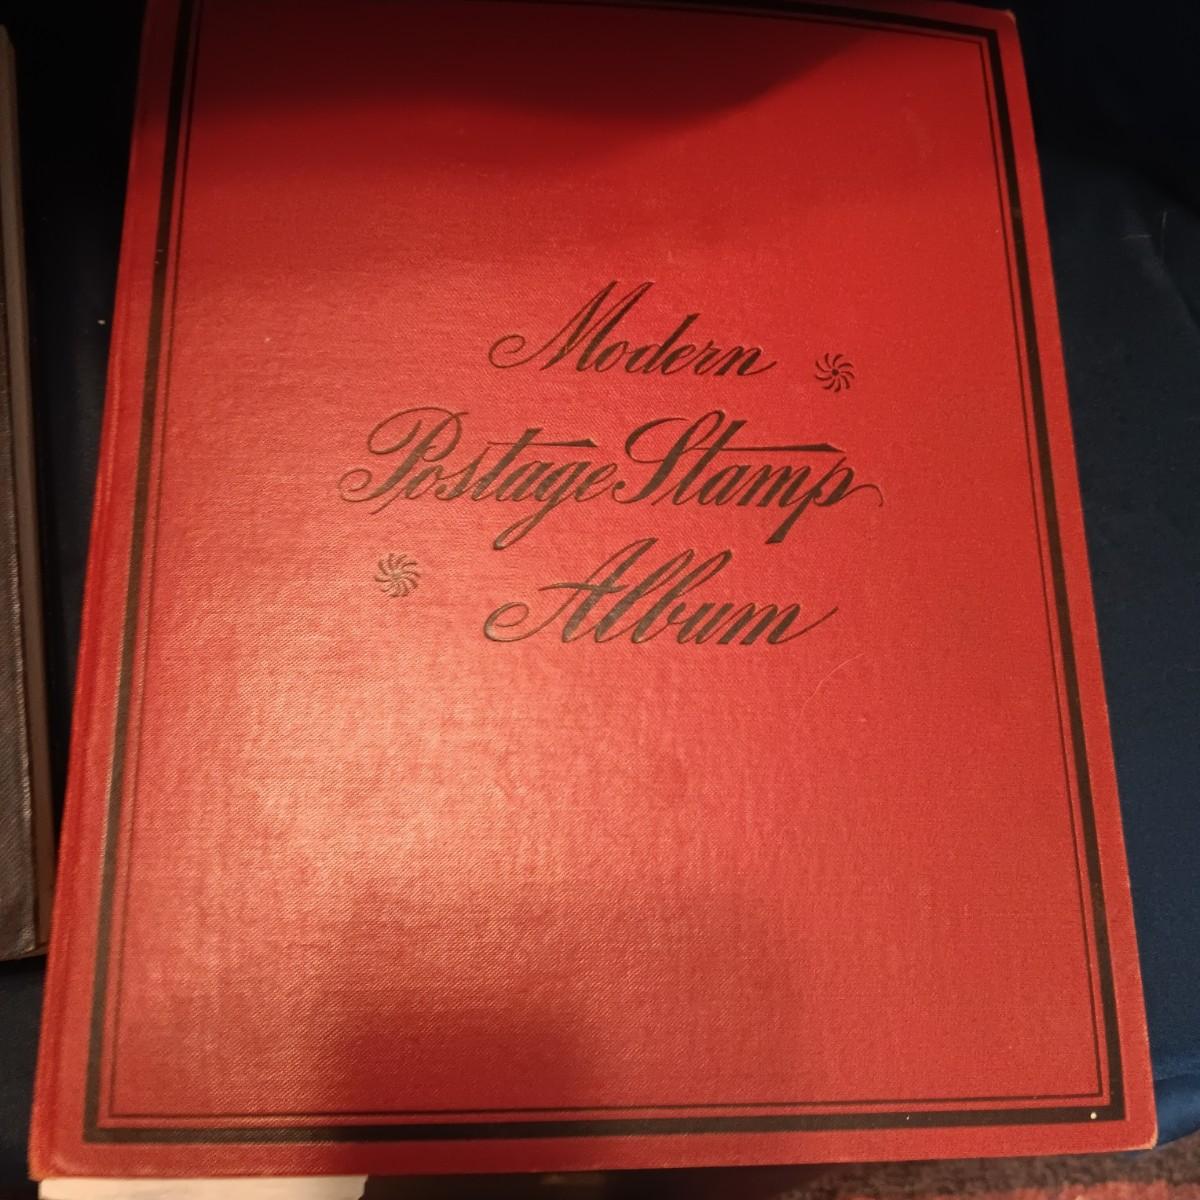 Modern
Postage Stamp
Album